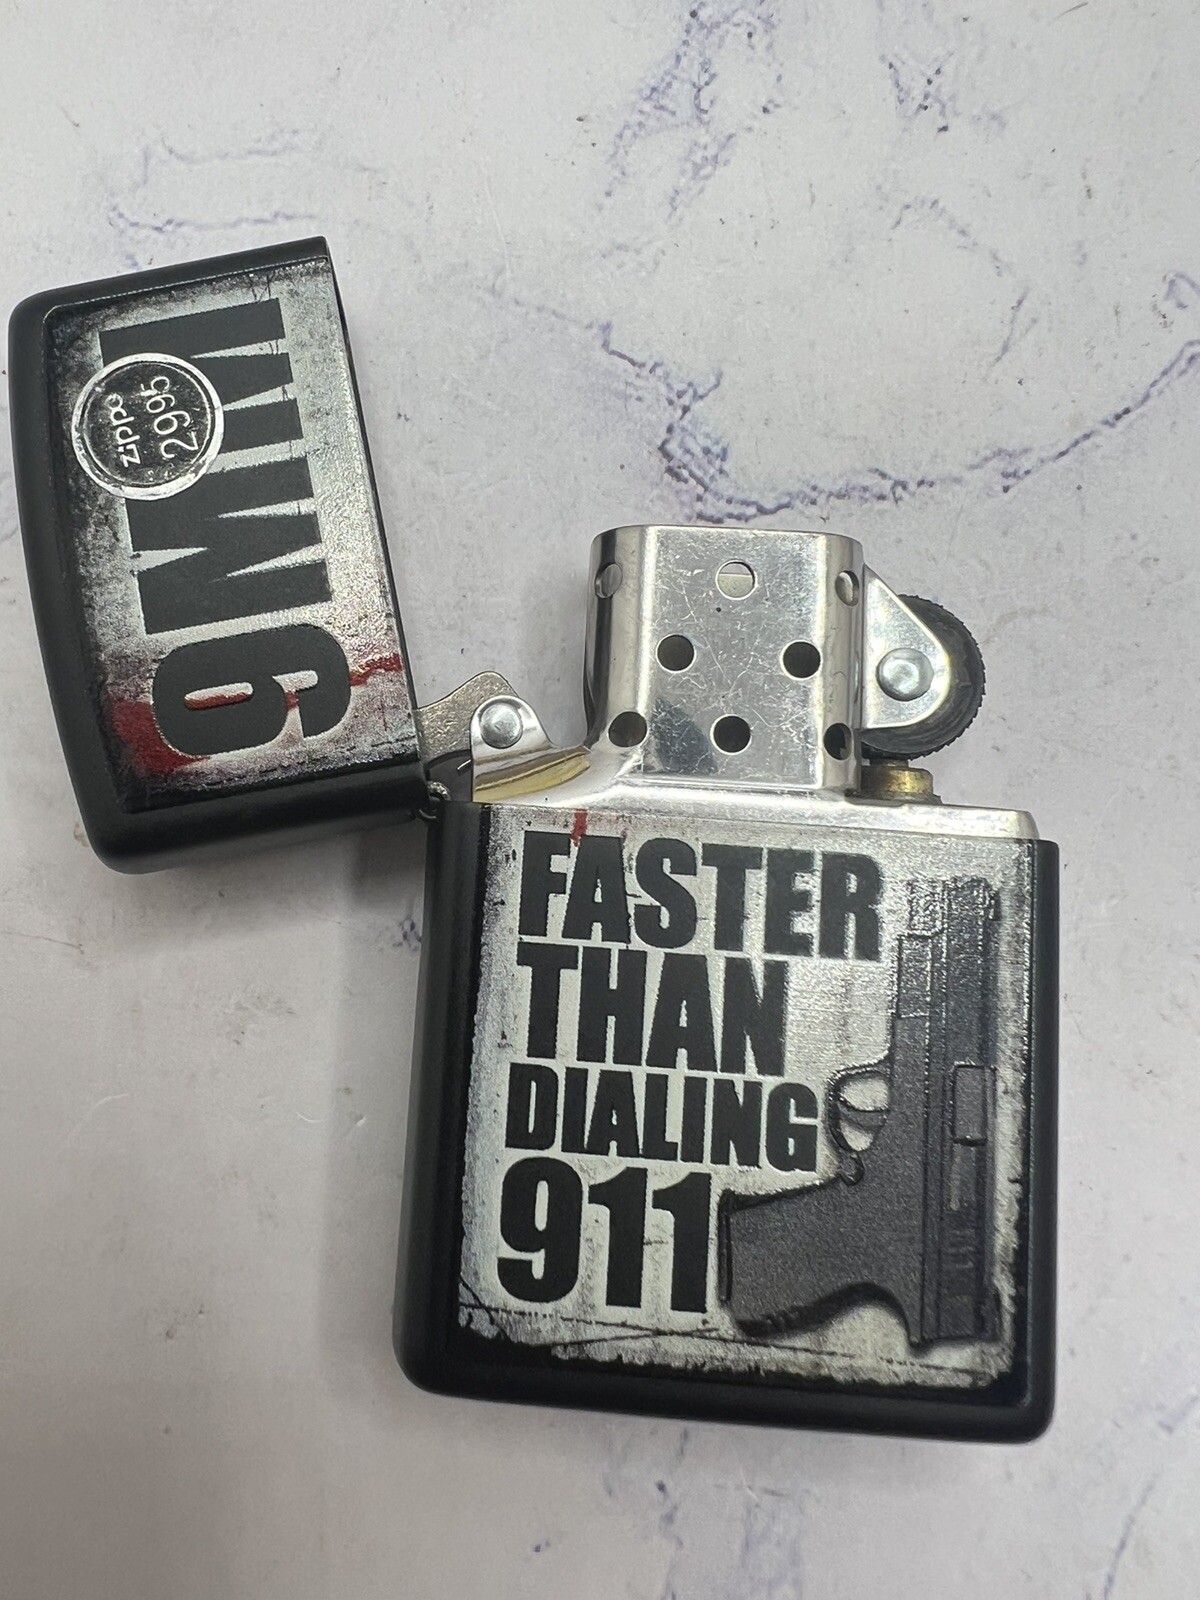 9MM
zippo
2995
FASTER
THAN
DIALING
911